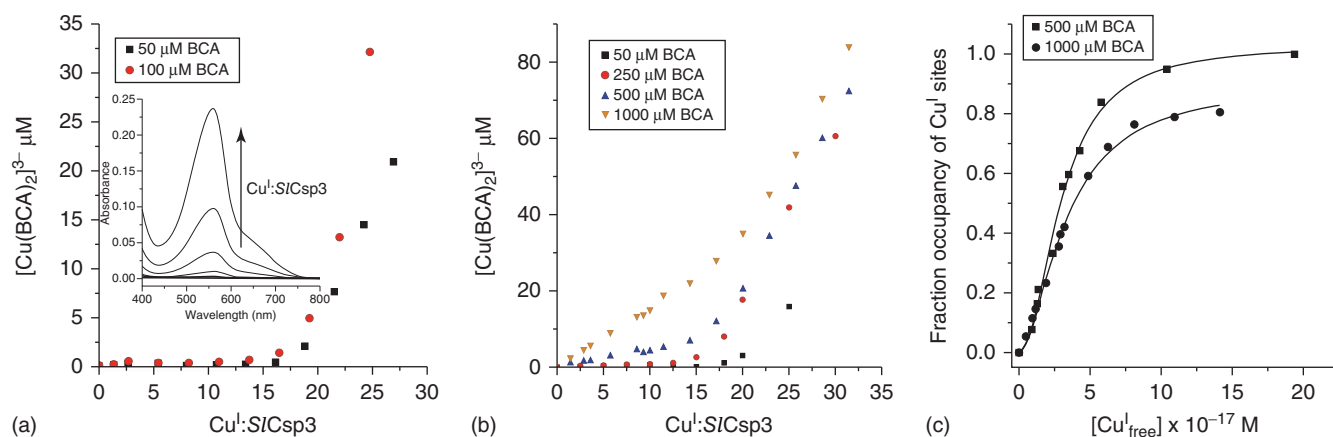 35
30
25
20
15
10
5
0
[Cu(BCA)₂]³⁻ μM
50 μM BCA
100 μM BCA
0.25
0.20
0.15
0.10
0.05
0.00
Absorbance
Cuᴵ:SlCsp3
400 500 600 700 800
Wavelength (nm)
0 5 10 15 20 25 30
(a) Cuᴵ:SlCsp3
80
60
40
20
0
[Cu(BCA)₂]³⁻ μM
50 μM BCA
250 μM BCA
500 μM BCA
1000 μM BCA
0 5 10 15 20 25 30 35
(b) Cuᴵ:SlCsp3
1.0
0.8
0.6
0.4
0.2
0.0
Fraction occupancy of Cuᴵ sites
500 μM BCA
1000 μM BCA
0 5 10 15 20
(c) [Cuᴵfree] x 10⁻¹⁷ M